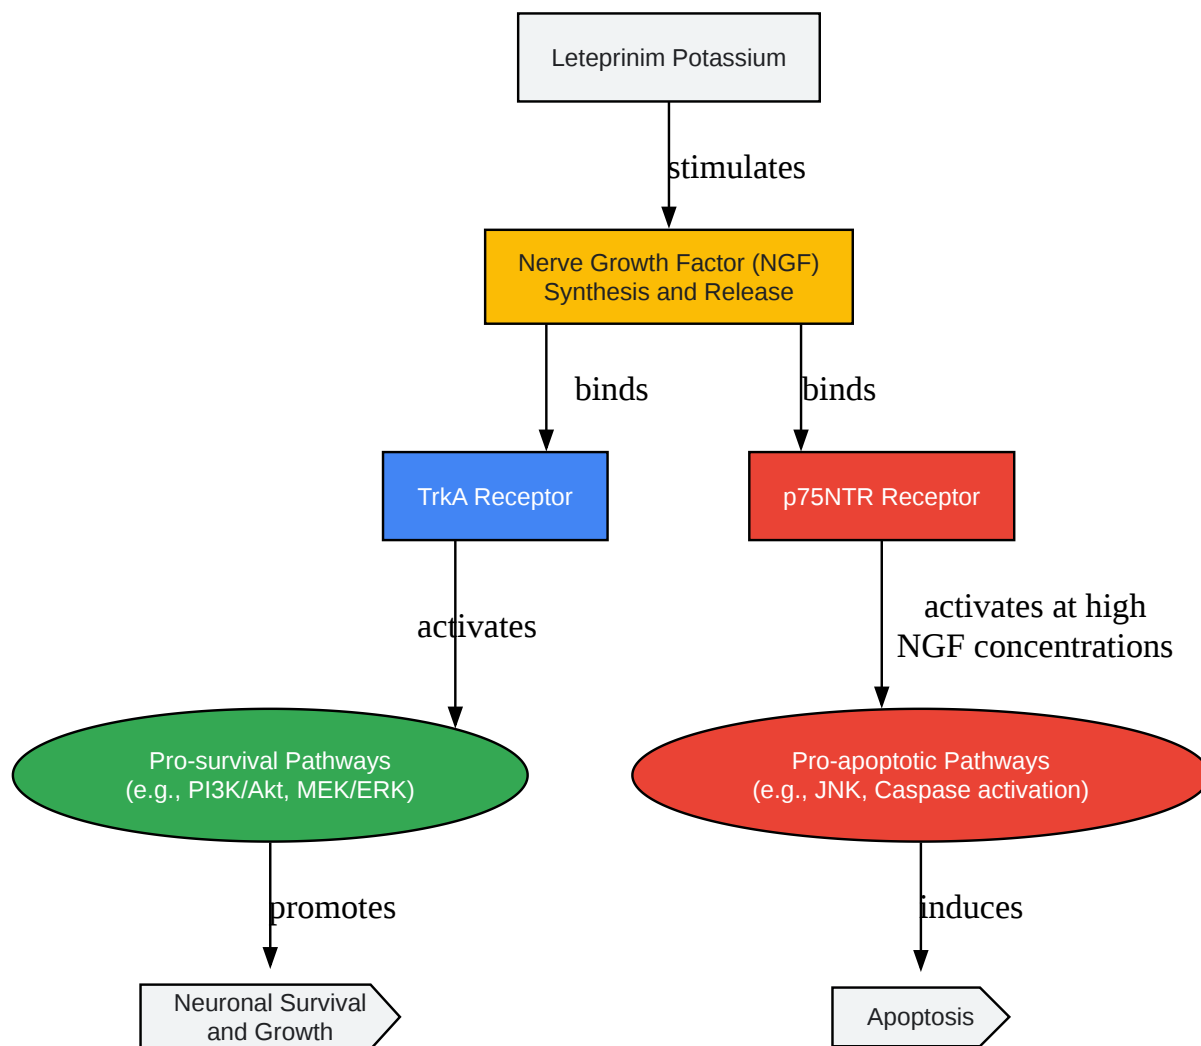 Leteprinim Potassium
stimulates
Nerve Growth Factor (NGF)
Synthesis and Release
binds
binds
TrkA Receptor
p75NTR Receptor
activates
activates at high
NGF concentrations
Pro-survival Pathways
(e.g., PI3K/Akt, MEK/ERK)
Pro-apoptotic Pathways
(e.g., JNK, Caspase activation)
promotes
induces
Neuronal Survival
and Growth
Apoptosis